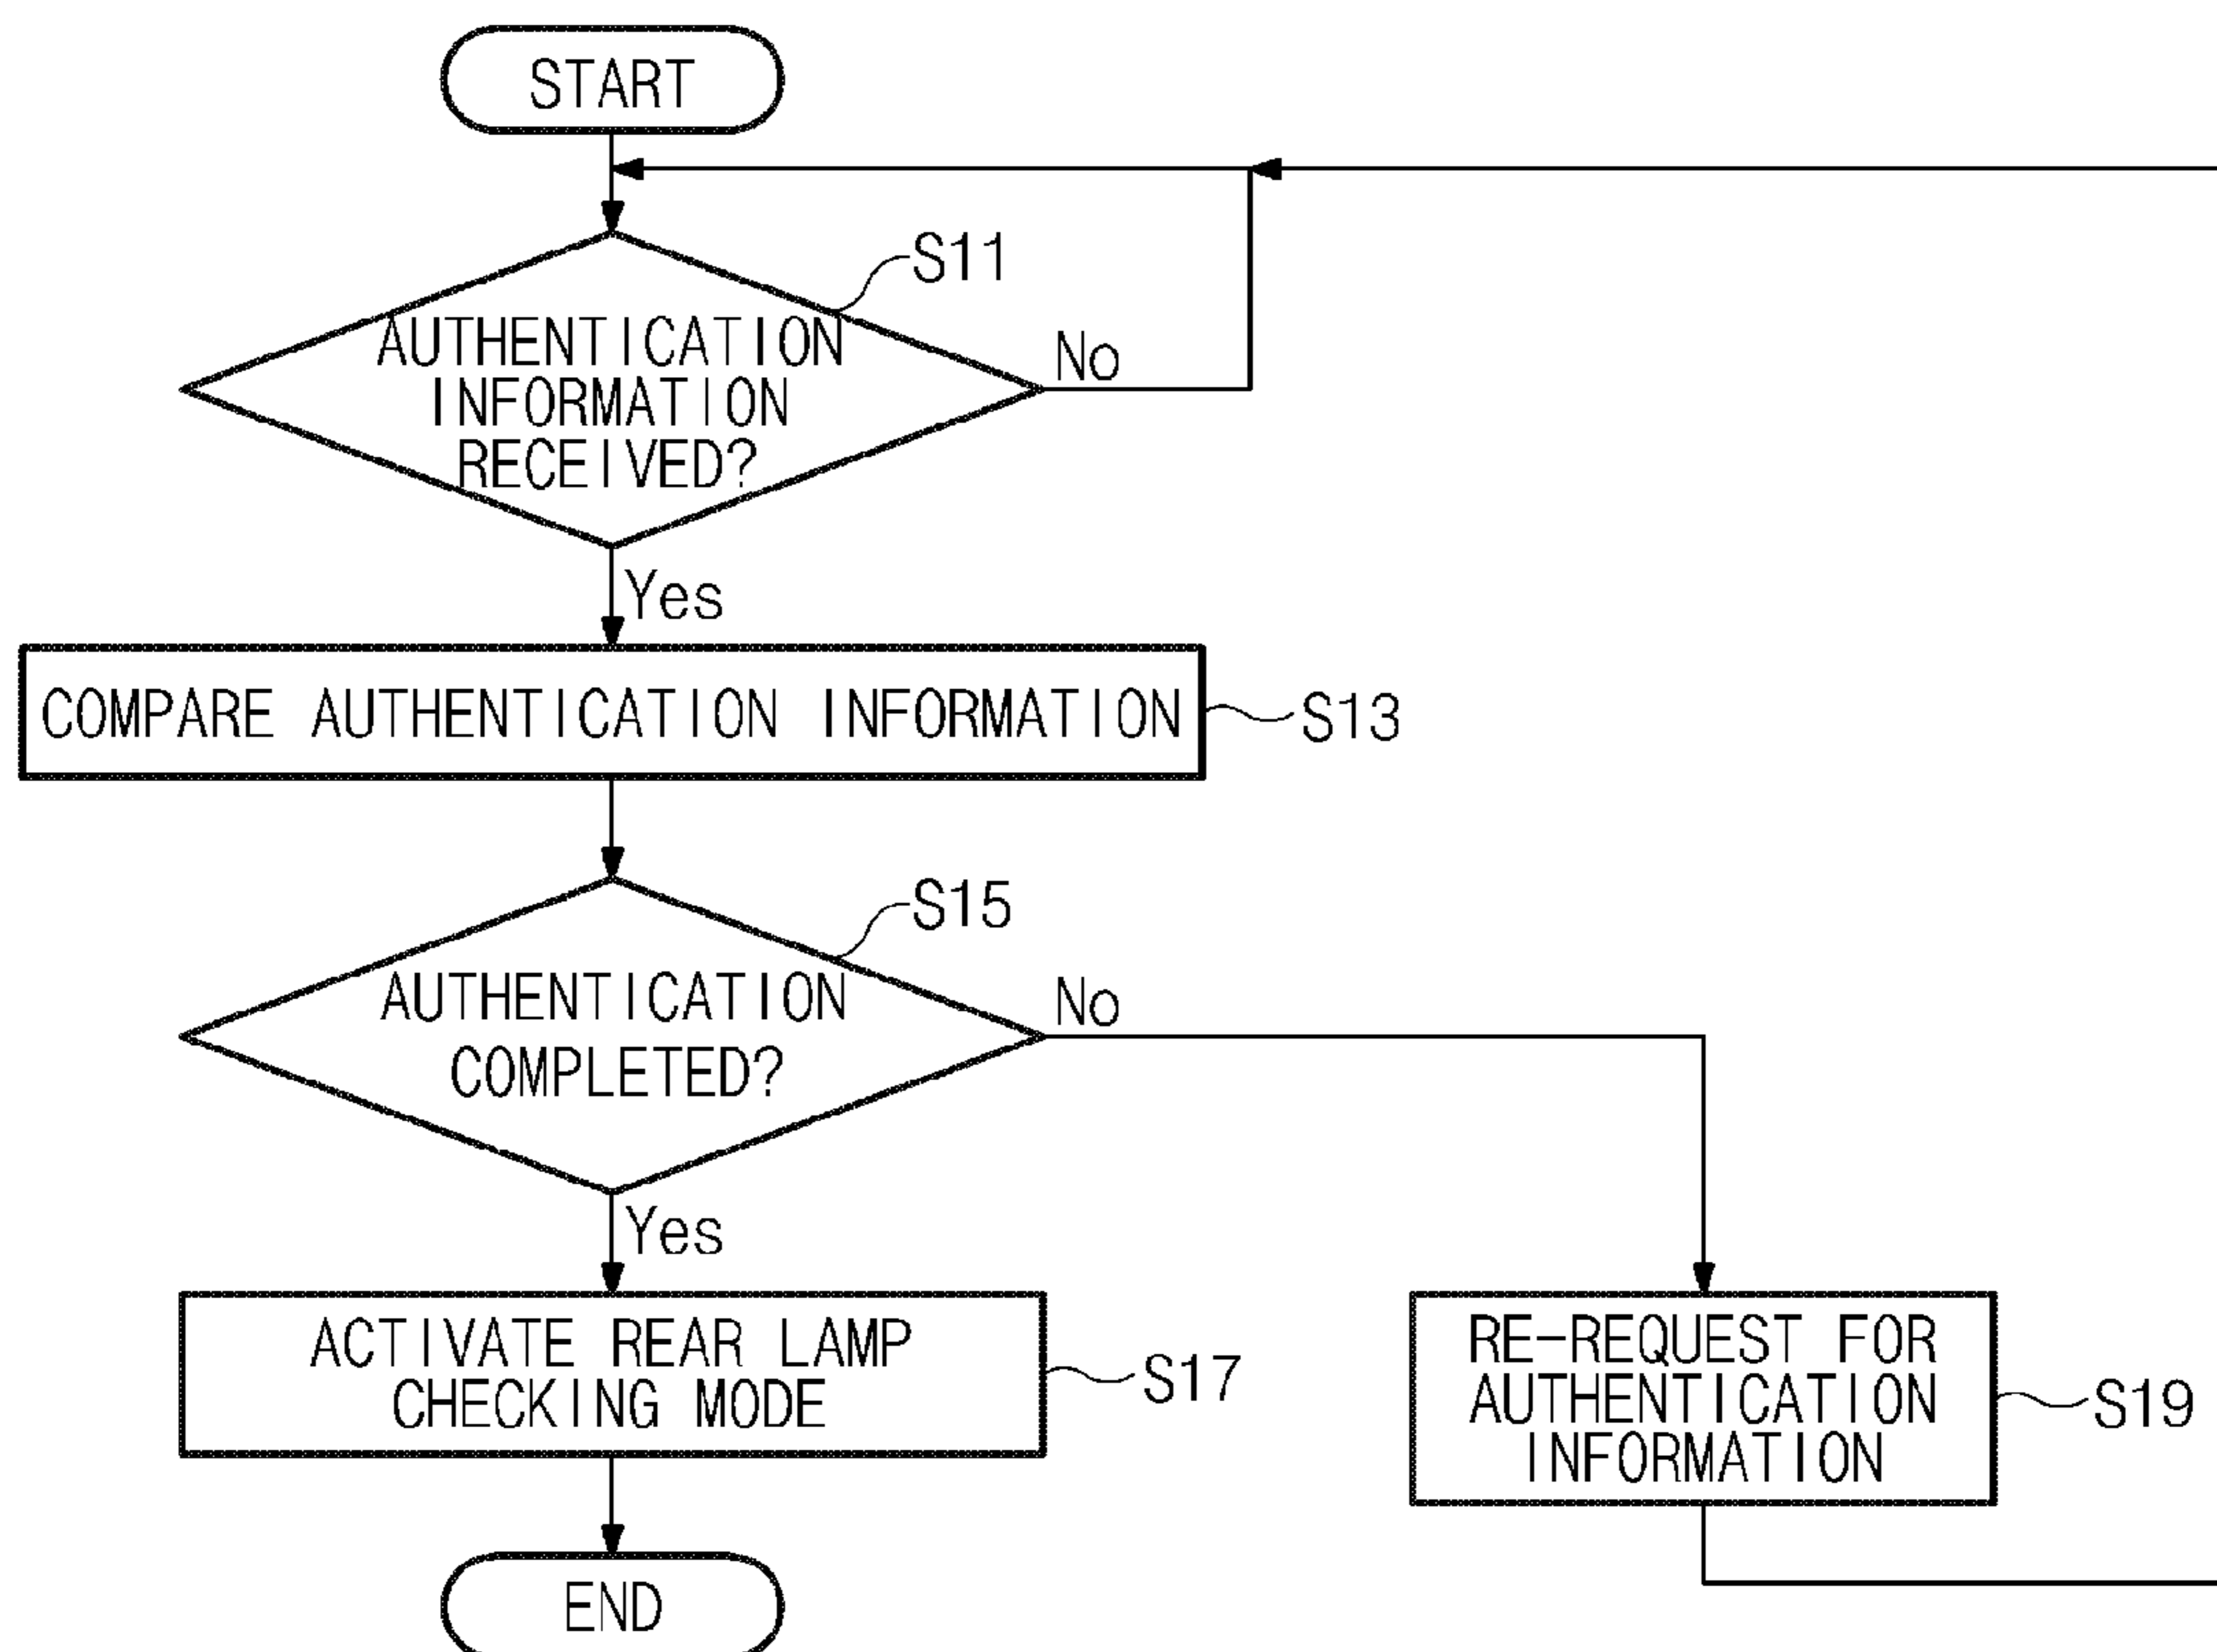 START
S11
AUTHENTICATION
INFORMATION
RECEIVED?
No
Yes
COMPARE AUTHENTICATION INFORMATION
S13
S15
AUTHENTICATION
COMPLETED?
No
Yes
ACTIVATE REAR LAMP
CHECKING MODE
S17
RE-REQUEST FOR
AUTHENTICATION
INFORMATION
S19
END